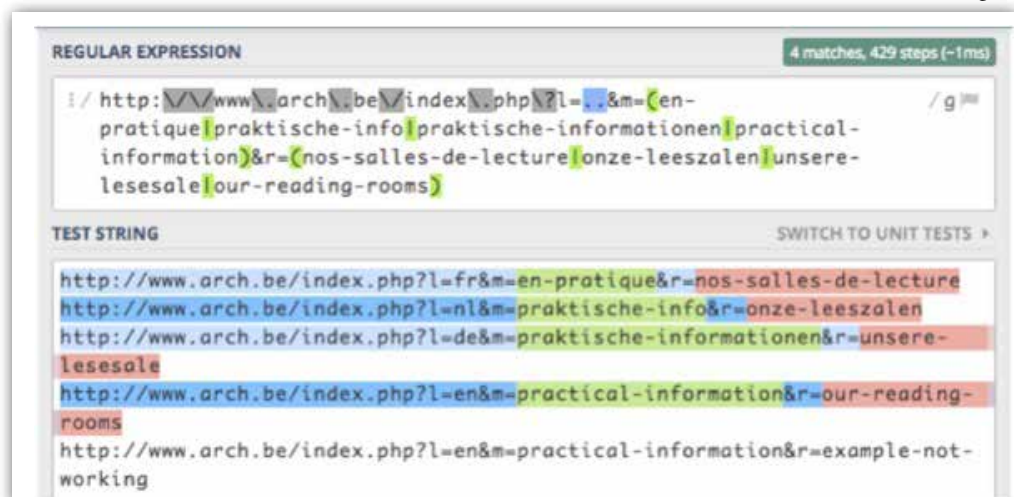 REGULAR EXPRESSION
4 matches, 429 steps (~1ms)
/ http:\/\/www\.arch\.be\/index\.php\?l=..&m=(en- / g
pratique|praktische-info|praktische-informationen|practical-
information)&r=(nos-salles-de-lecture|onze-leeszalen|unsere-
lesesale|our-reading-rooms)
TEST STRING
SWITCH TO UNIT TESTS
http://www.arch.be/index.php?l=fr&m=en-pratique&r=nos-salles-de-lecture
http://www.arch.be/index.php?l=nl&m=praktische-info&r=onze-leeszalen
http://www.arch.be/index.php?l=de&m=praktische-informationen&r=unsere-
lesesale
http://www.arch.be/index.php?l=en&m=practical-information&r=our-reading-
rooms
http://www.arch.be/index.php?l=en&m=practical-information&r=example-not-
working